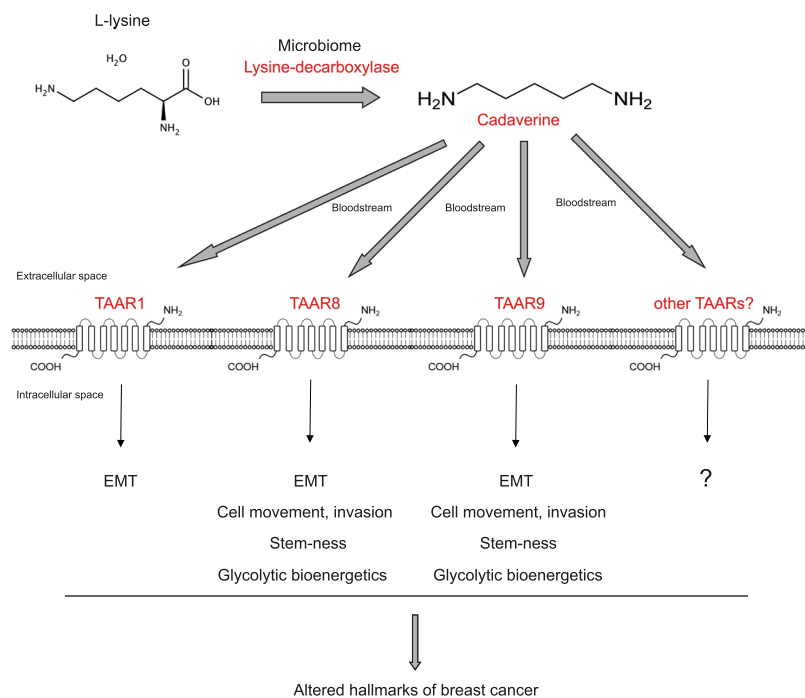 L-lysine
H₂O
O
H₂N
OH
NH₂
Microbiome
Lysine-decarboxylase
H₂N
NH₂
Cadaverine
Bloodstream
Bloodstream
Bloodstream
Extracellular space
TAAR1
TAAR8
TAAR9
other TAARs?
NH₂
NH₂
NH₂
NH₂
COOH
COOH
COOH
COOH
Intracellular space
EMT
EMT
EMT
?
Cell movement, invasion
Cell movement, invasion
Stem-ness
Stem-ness
Glycolytic bioenergetics
Glycolytic bioenergetics
Altered hallmarks of breast cancer